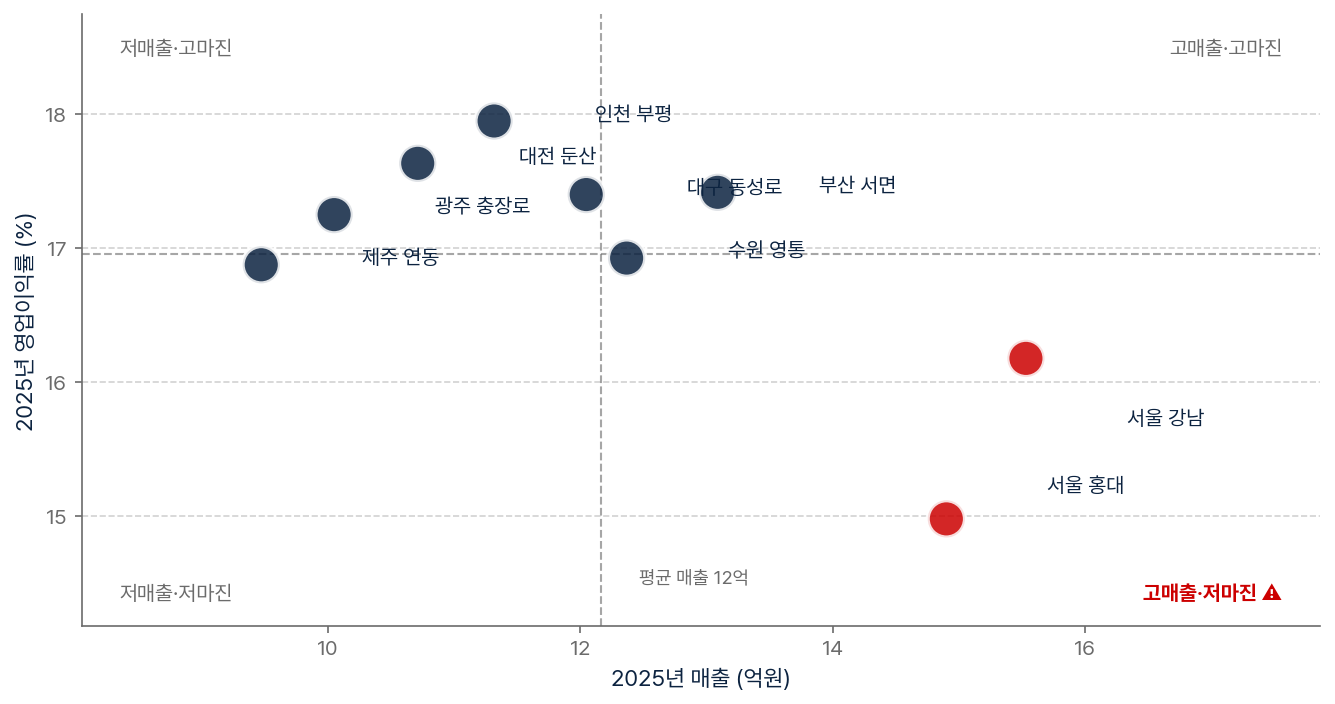 저매출·고마진
고매출·고마진
18
인천 부평
대전 둔산
대구 동성로
부산 서면
광주 충장로
17
제주 연동
수원 영통
2025년 영업이익률 (%)
16
서울 강남
서울 홍대
15
평균 매출 12억
저매출·저마진
고매출·저마진 ⚠
10
12
14
16
2025년 매출 (억원)